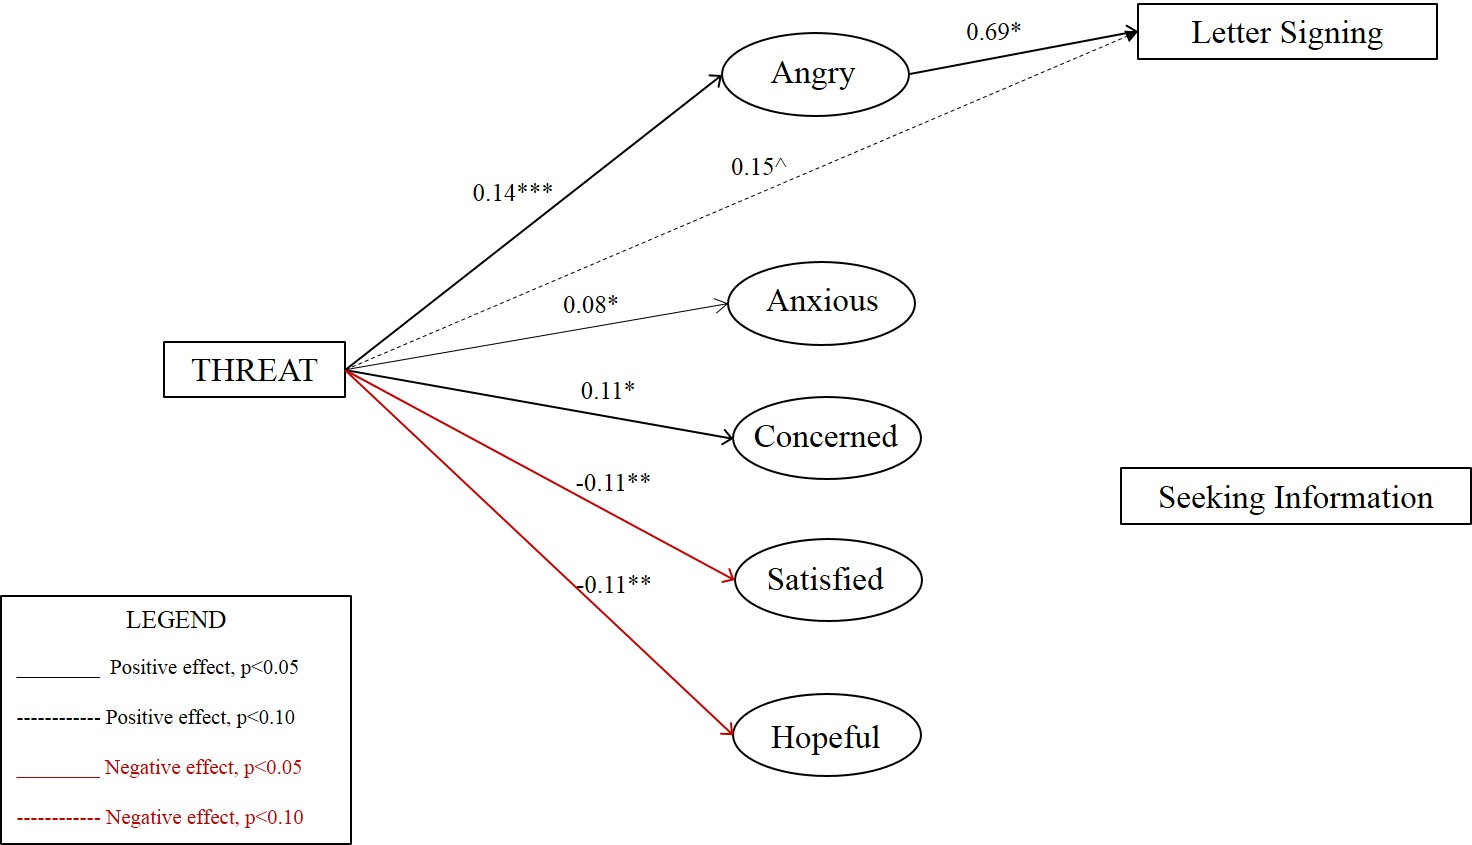 0.69*
Letter Signing
Angry
0.15^
0.14***
Anxious
0.08*
THREAT
0.11*
Concerned
-0.11**
Seeking Information
Satisfied
-0.11**
Hopeful
LEGEND
Positive effect, p<0.05
Positive effect, p<0.10
Negative effect, p<0.05
Negative effect, p<0.10